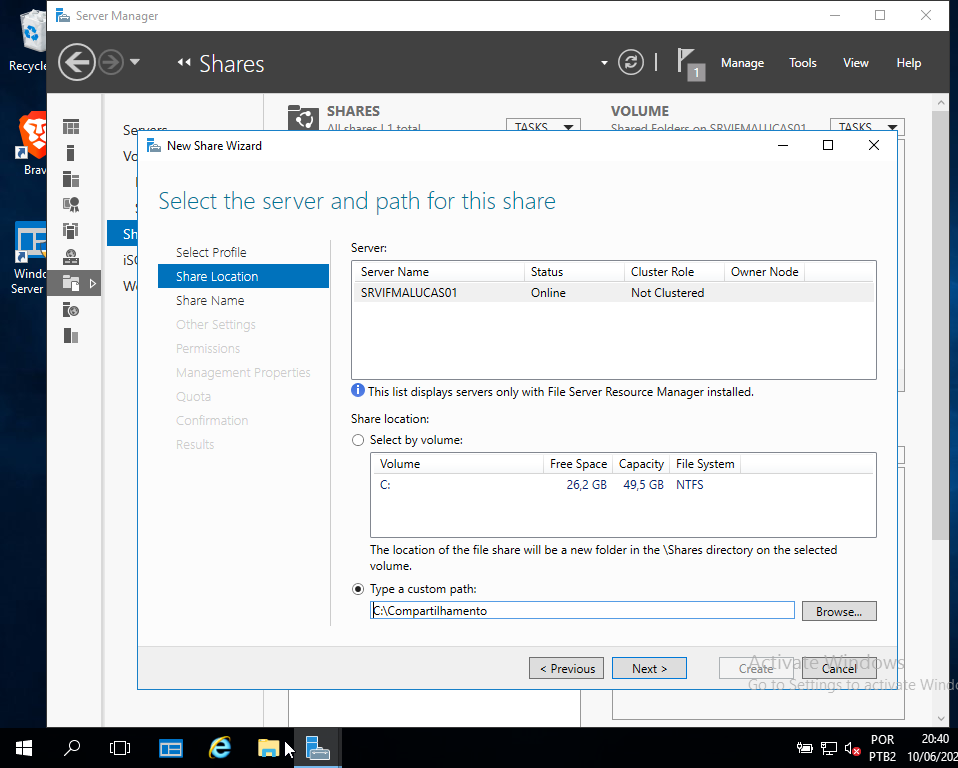 Server Manager
Recycle
Shares
1
Manage
Tools
View
Help
SHARES
All shares | 1 total
TASKS
VOLUME
Shared Folders on SRVIFMALUCAS01
TASKS
Brav
Servers
Vo
Sh
iSC
Wo
Windo
Server
New Share Wizard
Select the server and path for this share
Select Profile
Share Location
Share Name
Other Settings
Permissions
Management Properties
Quota
Confirmation
Results
Server:
Server Name Status Cluster Role Owner Node
SRVIFMALUCAS01 Online Not Clustered
This list displays servers only with File Server Resource Manager installed.
Share location:
Select by volume:
Volume Free Space Capacity File System
C: 26,2 GB 49,5 GB NTFS
The location of the file share will be a new folder in the \Shares directory on the selected
volume.
Type a custom path:
C:\Compartilhamento
Browse...
< Previous
Next >
Create
Cancel
Activate Windows
Go to Settings to activate Windo
POR
PTB2
20:40
10/06/202